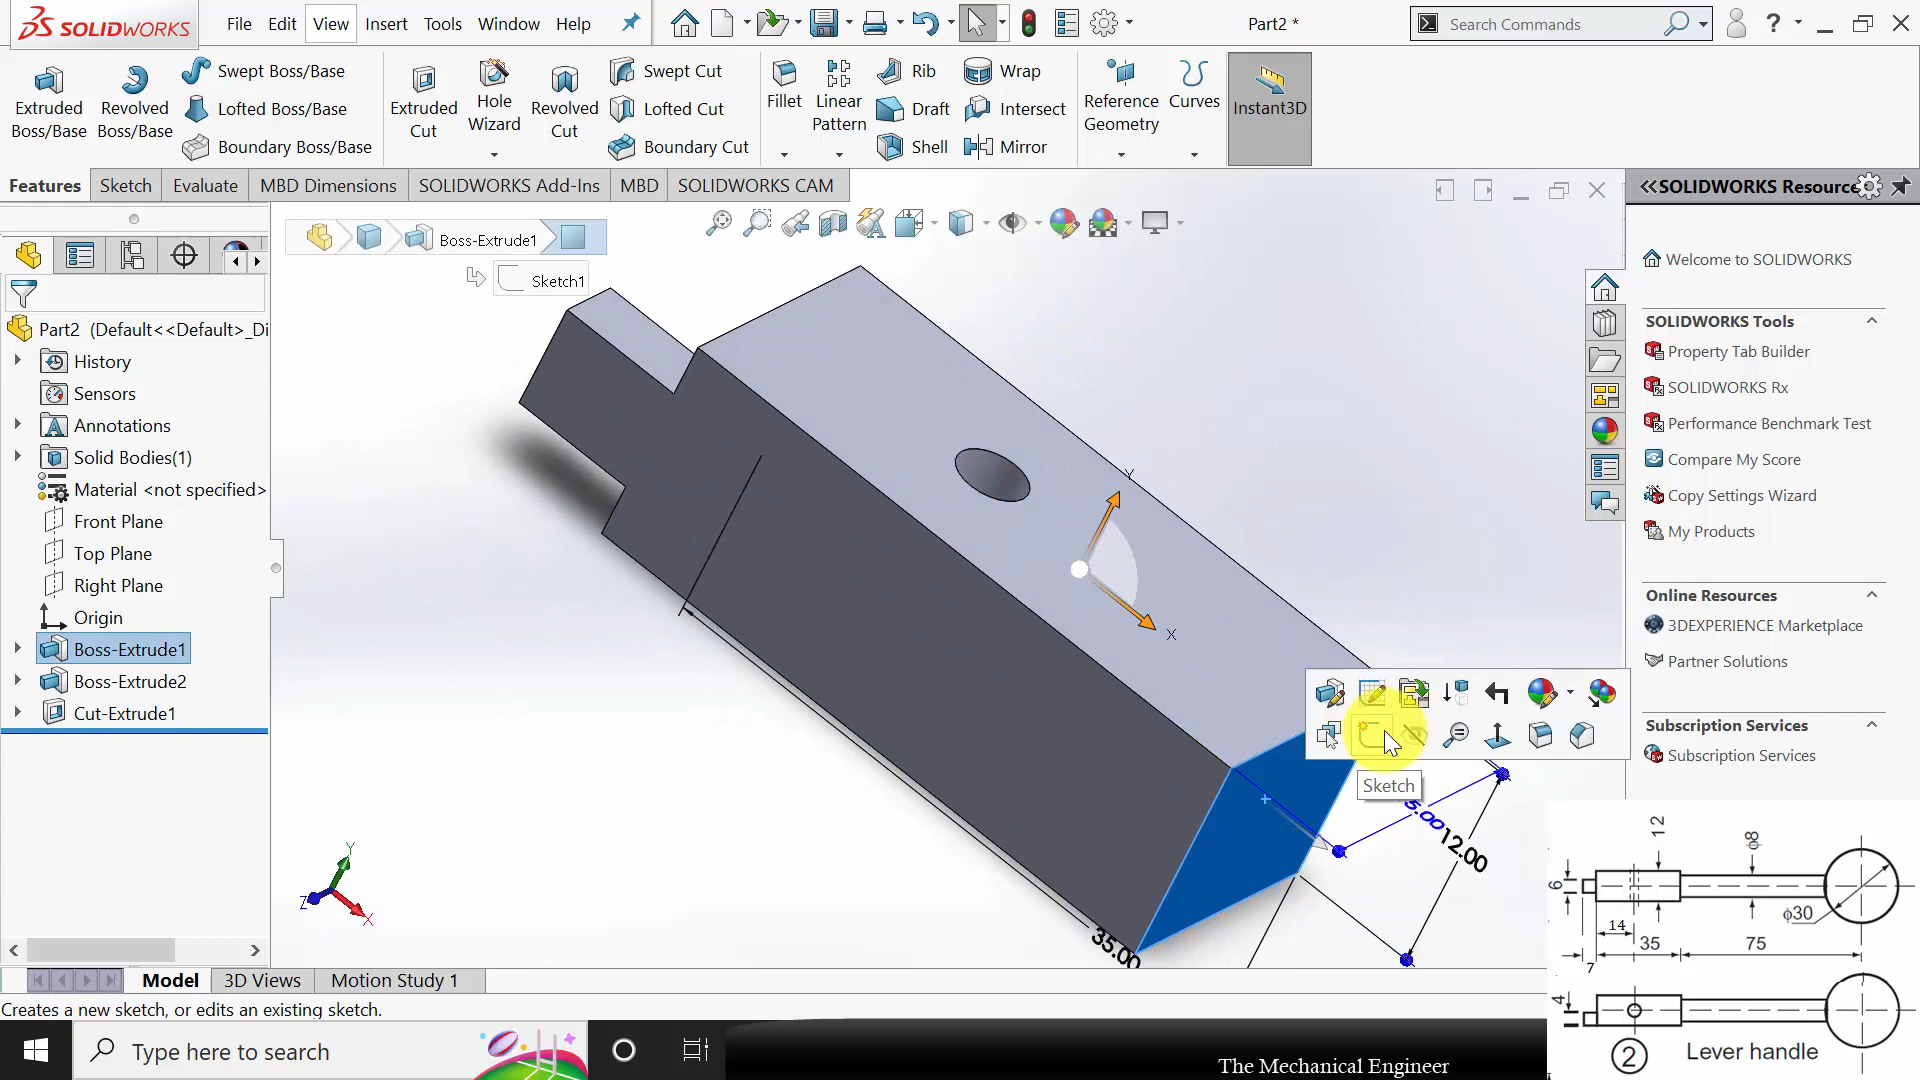 SOLIDWORKS File Edit View Insert Tools Window Help Part2 * Search Commands ?
Extruded Boss/Base
Revolved Boss/Base
Swept Boss/Base
Lofted Boss/Base
Boundary Boss/Base
Extruded Cut
Hole Wizard
Revolved Cut
Swept Cut
Lofted Cut
Boundary Cut
Fillet
Linear Pattern
Rib
Draft
Shell
Wrap
Intersect
Mirror
Reference Geometry
Curves
Instant3D
Features Sketch Evaluate MBD Dimensions SOLIDWORKS Add-Ins MBD SOLIDWORKS CAM
SOLIDWORKS Resource
Boss-Extrude1
Sketch1
Part2 (Default<<Default>_Di
History
Sensors
Annotations
Solid Bodies(1)
Material <not specified>
Front Plane
Top Plane
Right Plane
Origin
Boss-Extrude1
Boss-Extrude2
Cut-Extrude1
Y
X
Sketch
5.00
12.00
35.00
Y
Z
X
Welcome to SOLIDWORKS
SOLIDWORKS Tools
Property Tab Builder
SOLIDWORKS Rx
Performance Benchmark Test
Compare My Score
Copy Settings Wizard
My Products
Online Resources
3DEXPERIENCE Marketplace
Partner Solutions
Subscription Services
Subscription Services
12
ϕ8
6
ϕ30
14
35
75
7
4
2 Lever handle
Model 3D Views Motion Study 1
Creates a new sketch, or edits an existing sketch.
Type here to search
The Mechanical Engineer